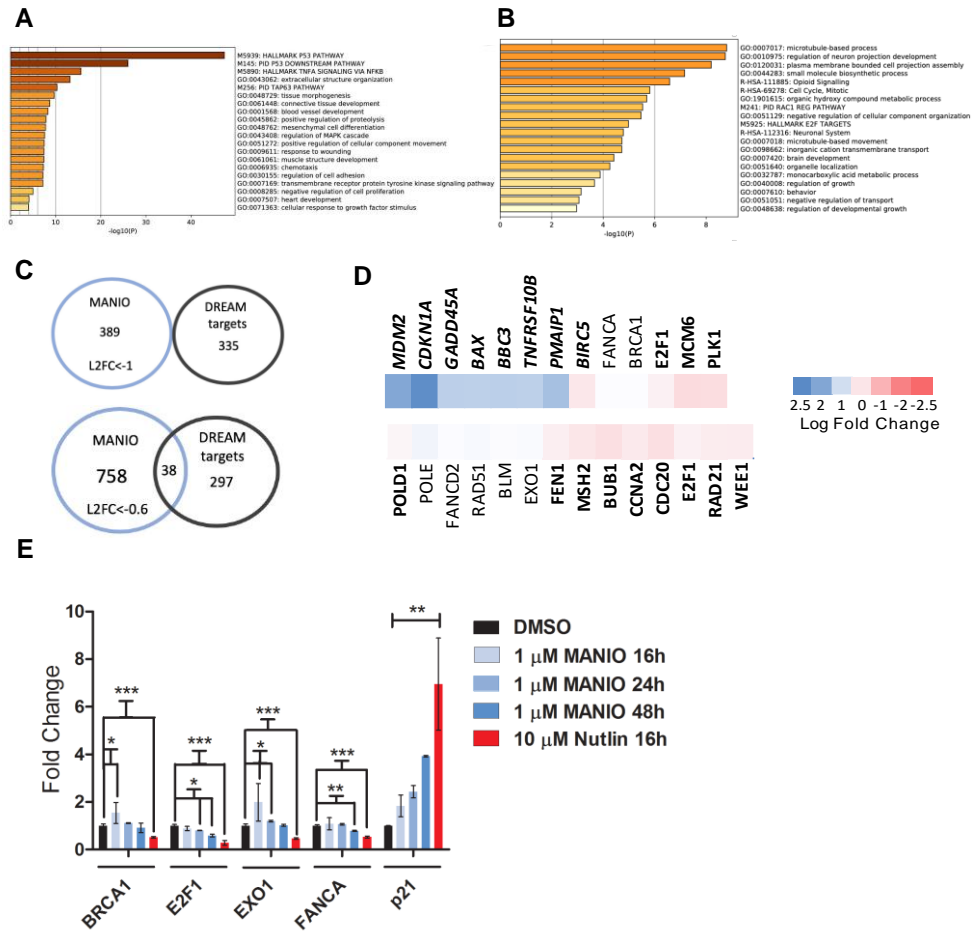 A
M5939: HALLMARK P53 PATHWAY
M145: PID P53 DOWNSTREAM PATHWAY
M5890: HALLMARK TNFA SIGNALING VIA NFKB
GO:0043062: extracellular structure organization
M256: PID TAP63 PATHWAY
GO:0048729: tissue morphogenesis
GO:0061448: connective tissue development
GO:0001568: blood vessel development
GO:0045862: positive regulation of proteolysis
GO:0048762: mesenchymal cell differentiation
GO:0043408: regulation of MAPK cascade
GO:0051272: positive regulation of cellular component movement
GO:0009611: response to wounding
GO:0061061: muscle structure development
GO:0006935: chemotaxis
GO:0030155: regulation of cell adhesion
GO:0007169: transmembrane receptor protein tyrosine kinase signaling pathway
GO:0008285: negative regulation of cell proliferation
GO:0007507: heart development
GO:0071363: cellular response to growth factor stimulus
0 10 20 30 40
-log10(P)
B
GO:0007017: microtubule-based process
GO:0010975: regulation of neuron projection development
GO:0120031: plasma membrane bounded cell projection assembly
GO:0044283: small molecule biosynthetic process
R-HSA-111885: Opioid Signalling
R-HSA-69278: Cell Cycle, Mitotic
GO:1901615: organic hydroxy compound metabolic process
M241: PID RAC1 REG PATHWAY
GO:0051129: negative regulation of cellular component organization
M5925: HALLMARK E2F TARGETS
R-HSA-112316: Neuronal System
GO:0007018: microtubule-based movement
GO:0098662: inorganic cation transmembrane transport
GO:0007420: brain development
GO:0051640: organelle localization
GO:0032787: monocarboxylic acid metabolic process
GO:0040008: regulation of growth
GO:0007610: behavior
GO:0051051: negative regulation of transport
GO:0048638: regulation of developmental growth
0 2 4 6 8
-log10(P)
C
MANIO
389
L2FC<-1
DREAM
targets
335
MANIO
758
L2FC<-0.6
38
DREAM
targets
297
D
MDM2
CDKN1A
GADD45A
BAX
BBC3
TNFRSF10B
PMAIP1
BIRC5
FANCA
BRCA1
E2F1
MCM6
PLK1
POLD1
POLE
FANCD2
RAD51
BLM
EXO1
FEN1
MSH2
BUB1
CCNA2
CDC20
E2F1
RAD21
WEE1
2.5 2 1 0 -1 -2 -2.5
Log Fold Change
E
Fold Change
10
8
6
4
2
0
***
*
***
*
***
*
***
**
**
BRCA1
E2F1
EXO1
FANCA
p21
DMSO
1 μM MANIO 16h
1 μM MANIO 24h
1 μM MANIO 48h
10 μM Nutlin 16h